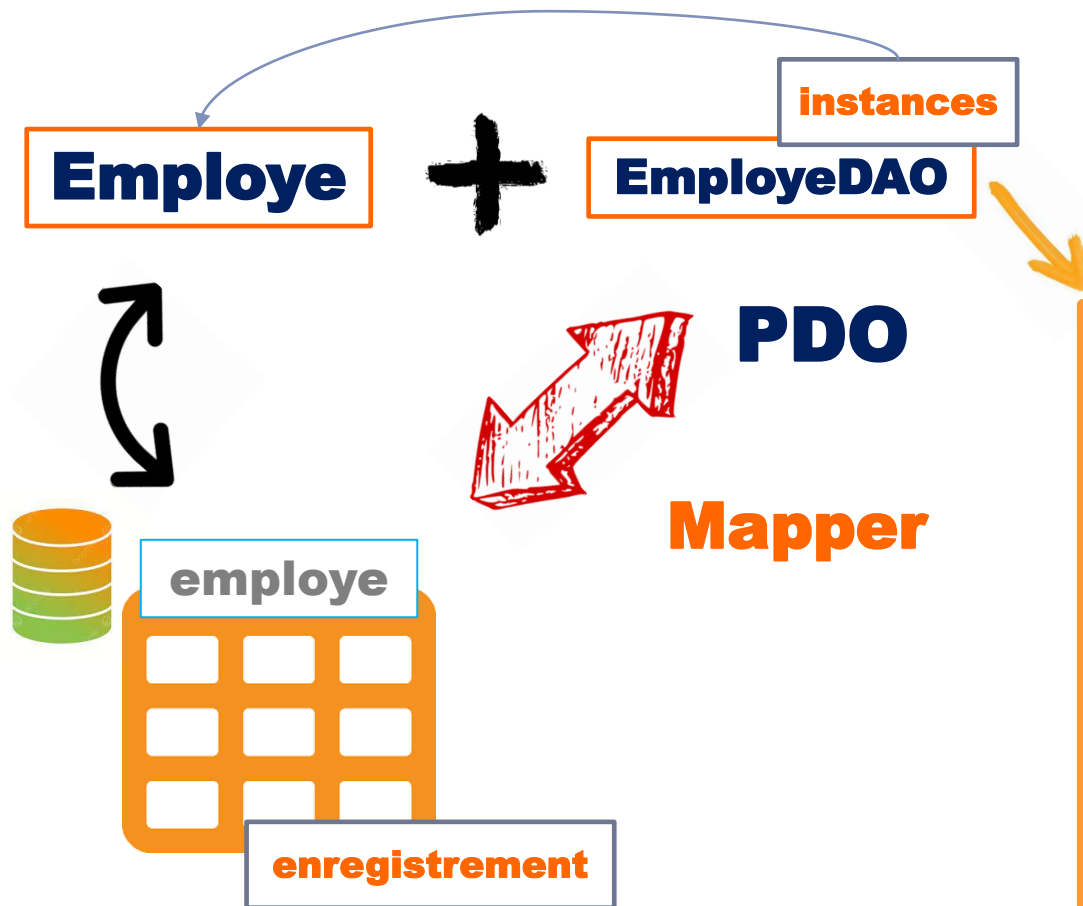 instances
Employe
EmployeDAO
PDO
Mapper
employe
enregistrement